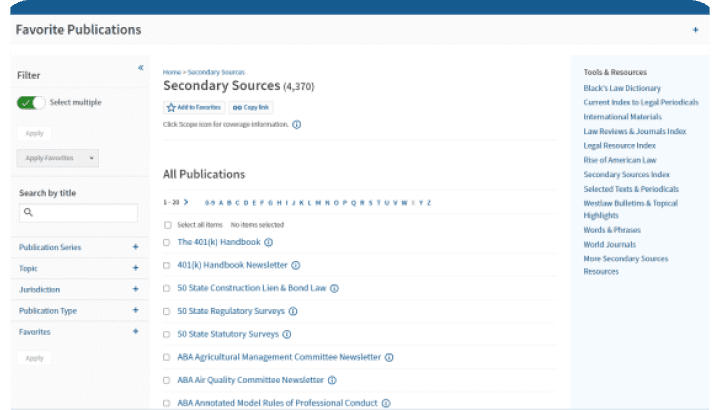 Favorite Publications
+
Filter
«
Select multiple
Apply
Apply Favorites
Search by title
Publication Series +
Topic +
Jurisdiction +
Publication Type +
Favorites +
Apply
Home > Secondary Sources
Secondary Sources (4,370)
Add to Favorites Copy link
Click Scope icon for coverage information.
All Publications
1 - 20 > 0-9 A B C D E F G H I J K L M N O P Q R S T U V W I Y Z
Select all items No items selected
The 401(k) Handbook
401(k) Handbook Newsletter
50 State Construction Lien & Bond Law
50 State Regulatory Surveys
50 State Statutory Surveys
ABA Agricultural Management Committee Newsletter
ABA Air Quality Committee Newsletter
ABA Annotated Model Rules of Professional Conduct
Tools & Resources
Black's Law Dictionary
Current Index to Legal Periodicals
International Materials
Law Reviews & Journals Index
Legal Resource Index
Rise of American Law
Secondary Sources Index
Selected Texts & Periodicals
Westlaw Bulletins & Topical
Highlights
Words & Phrases
World Journals
More Secondary Sources
Resources